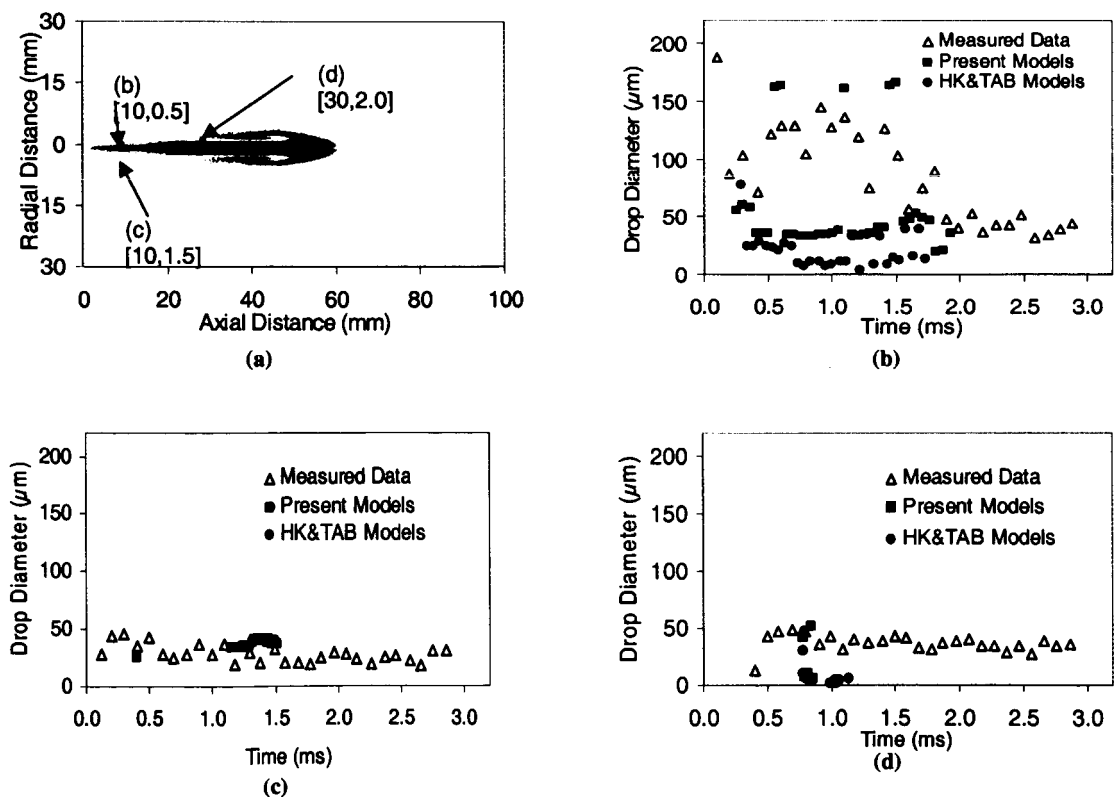 30
15
0
15
30
Radial Distance (mm)
(b)
[10,0.5]
(d)
[30,2.0]
(c)
[10,1.5]
0 20 40 60 80 100
Axial Distance (mm)
(a)
200
150
100
50
0
Drop Diameter (µm)
Measured Data
Present Models
HK&TAB Models
0.0 0.5 1.0 1.5 2.0 2.5 3.0
Time (ms)
(b)
200
150
100
50
0
Drop Diameter (µm)
Measured Data
Present Models
HK&TAB Models
0.0 0.5 1.0 1.5 2.0 2.5 3.0
Time (ms)
(c)
200
150
100
50
0
Drop Diameter (µm)
Measured Data
Present Models
HK&TAB Models
0.0 0.5 1.0 1.5 2.0 2.5 3.0
Time (ms)
(d)